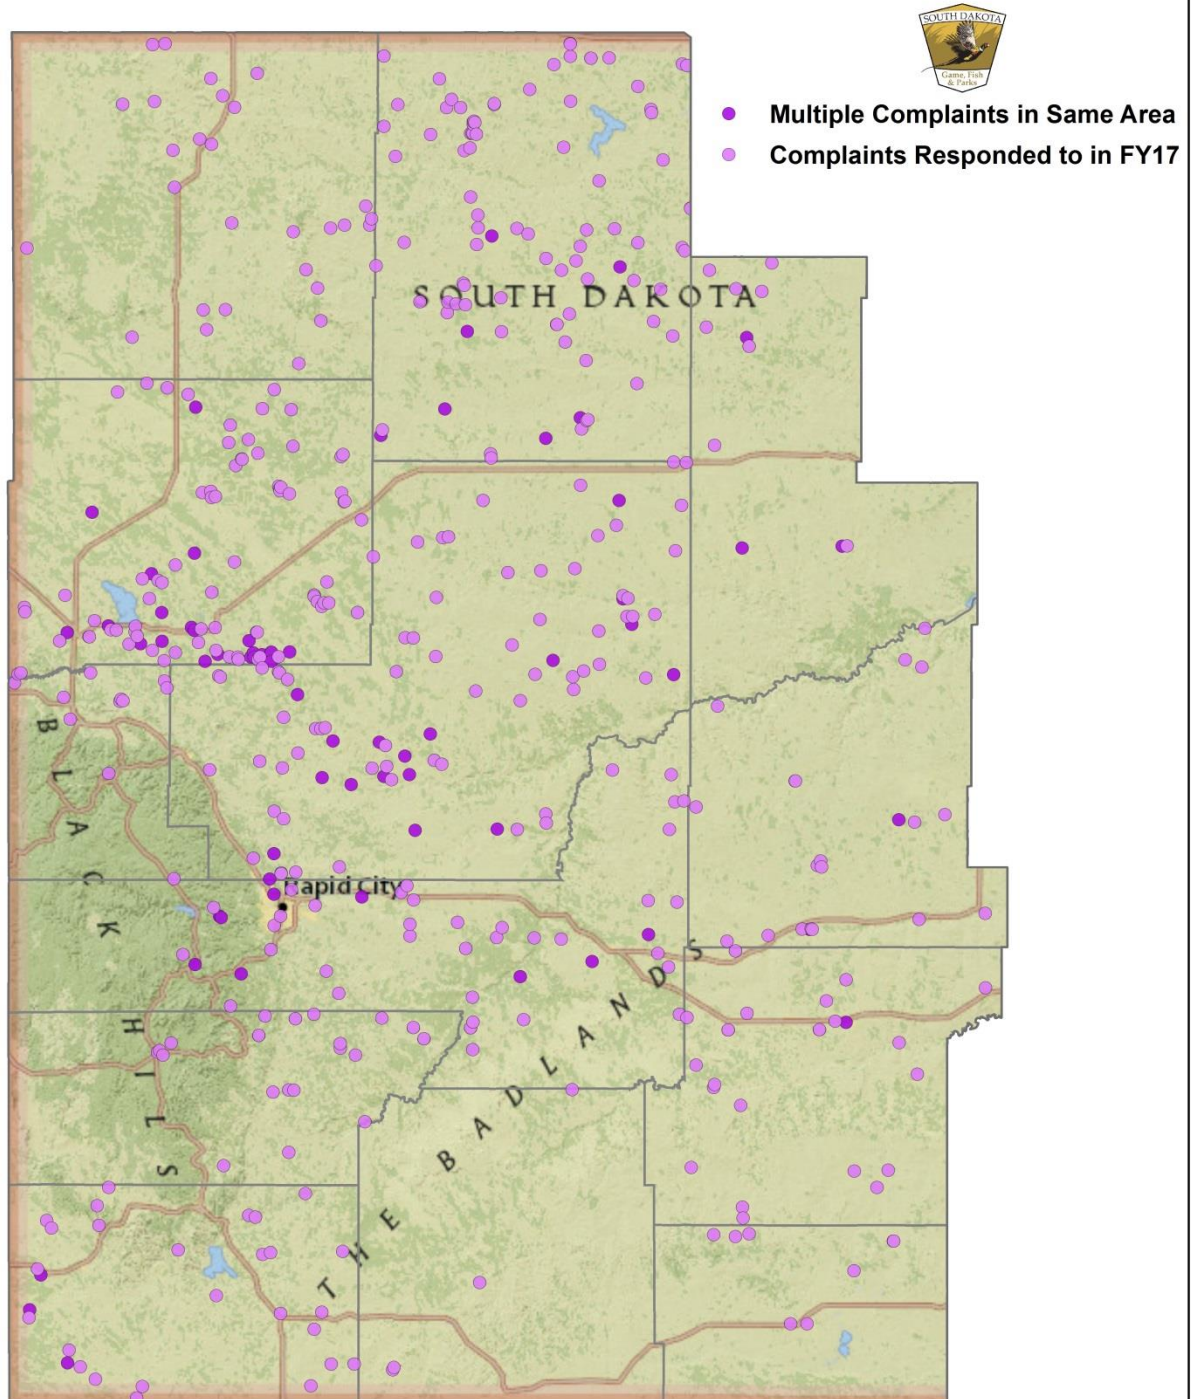 SOUTH DAKOTA
Game, Fish
& Parks
Multiple Complaints in Same Area
Complaints Responded to in FY17
SOUTH DAKOTA
BLACK HILLS
Rapid City
THE BADLANDS